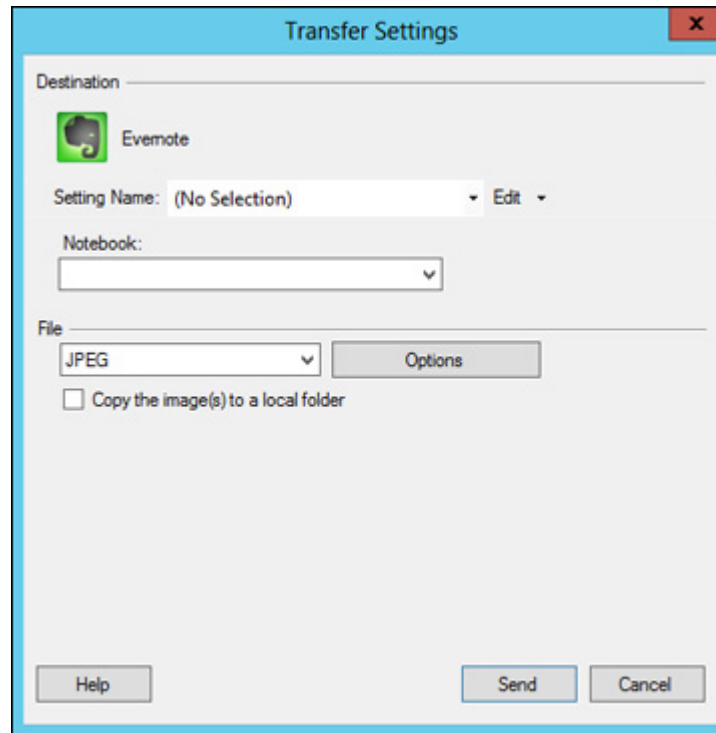 Transfer Settings
x
Destination
Evernote
Setting Name: (No Selection) Edit
Notebook:
File
JPEG Options
Copy the image(s) to a local folder
Help Send Cancel